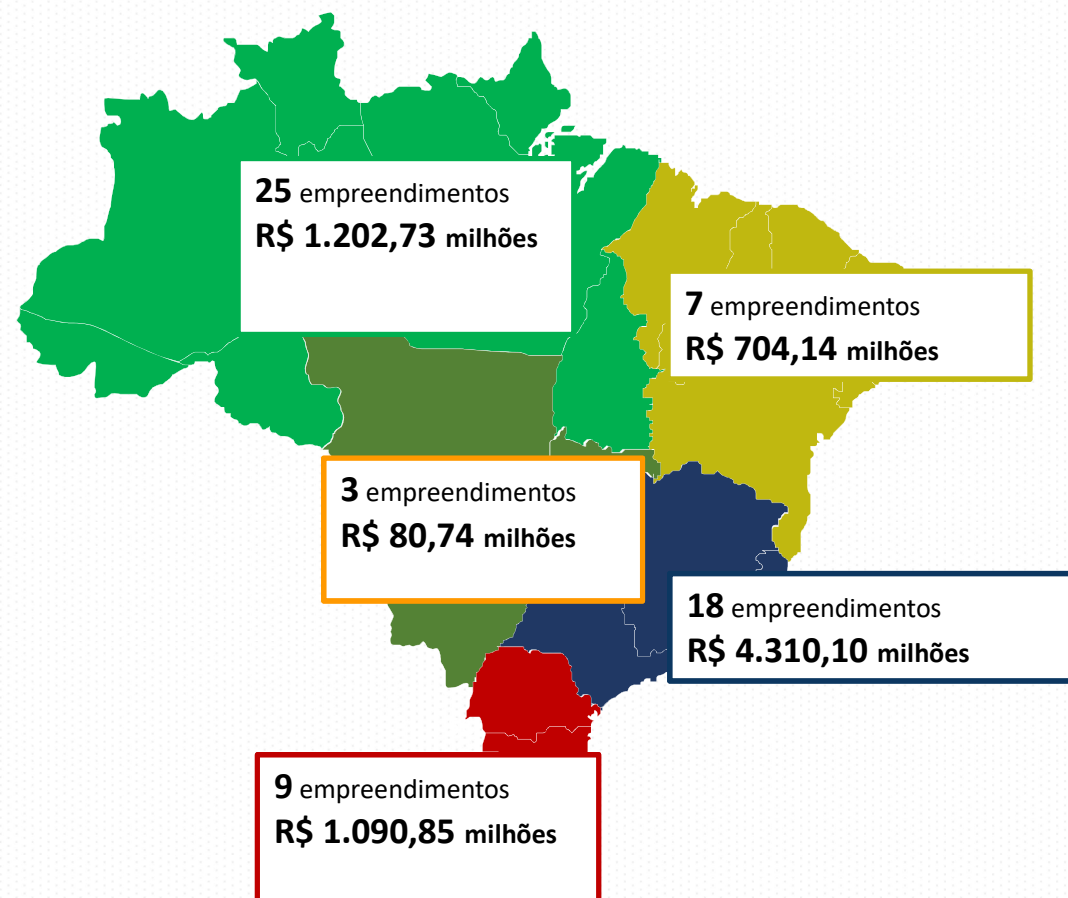 25 empreendimentos
R$ 1.202,73 milhões
7 empreendimentos
R$ 704,14 milhões
3 empreendimentos
R$ 80,74 milhões
18 empreendimentos
R$ 4.310,10 milhões
9 empreendimentos
R$ 1.090,85 milhões